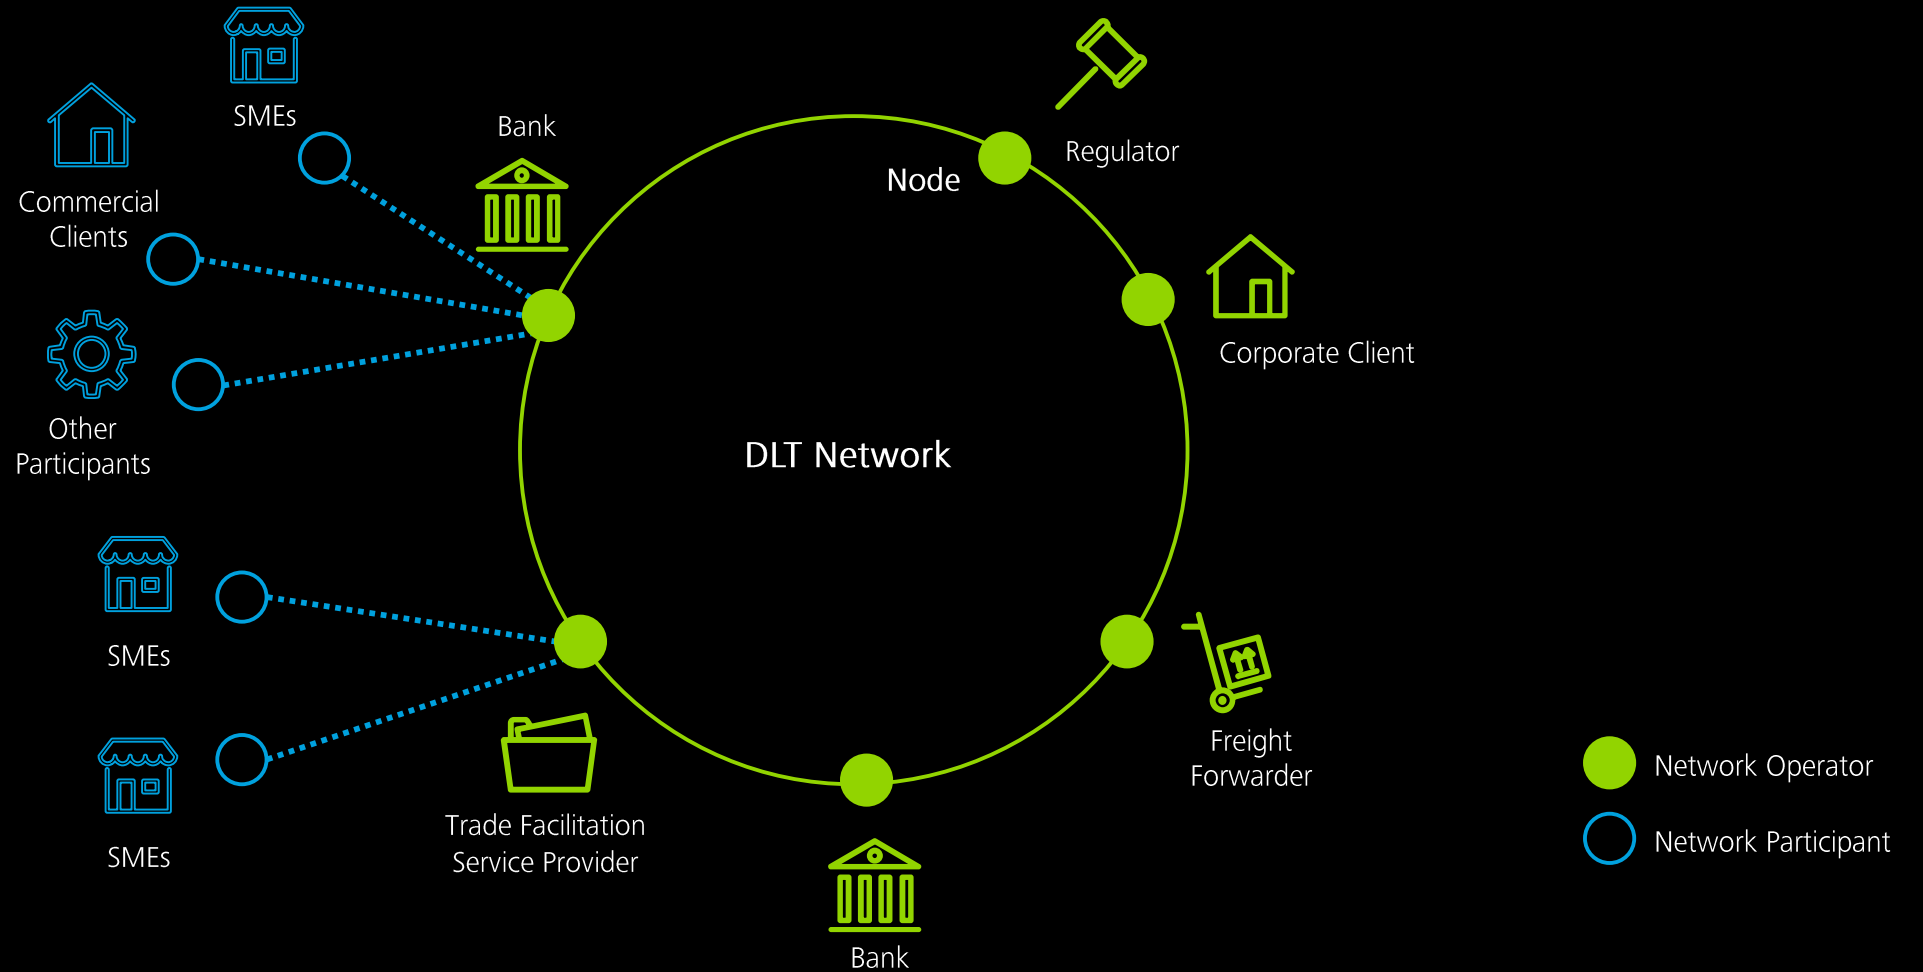 SMEs
Bank
Commercial
Clients
Node
Regulator
Other
Participants
Corporate Client
DLT Network
SMEs
SMEs
Trade Facilitation
Service Provider
Freight
Forwarder
Bank
Network Operator
Network Participant